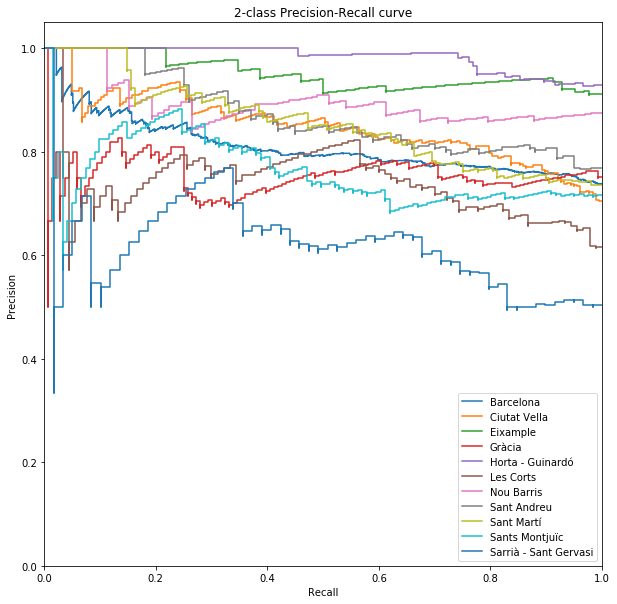 2-class Precision-Recall curve
Precision
1.0
0.8
0.6
0.4
0.2
0.0
Barcelona
Ciutat Vella
Eixample
Gràcia
Horta - Guinardó
Les Corts
Nou Barris
Sant Andreu
Sant Martí
Sants Montjuïc
Sarrià - Sant Gervasi
0.0 0.2 0.4 0.6 0.8 1.0
Recall